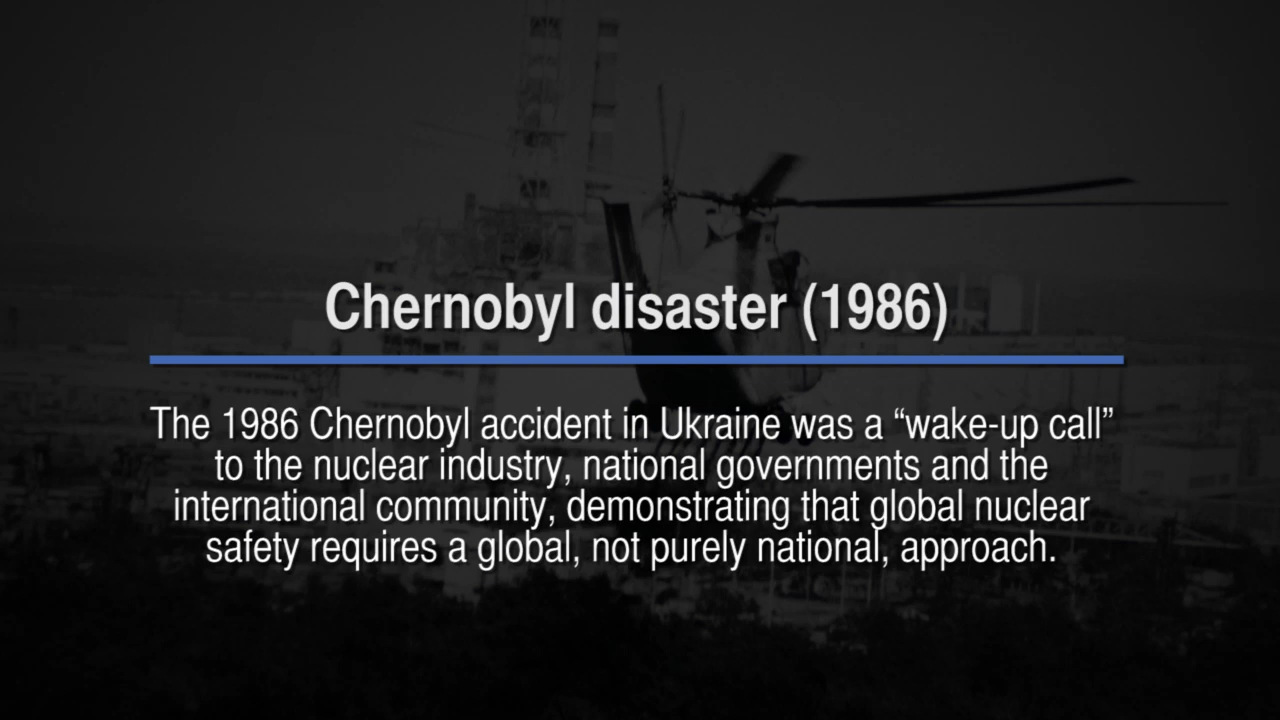 Chernobyl disaster (1986)
The 1986 Chernobyl accident in Ukraine was a “wake-up call”
to the nuclear industry, national governments and the
international community, demonstrating that global nuclear
safety requires a global, not purely national, approach.